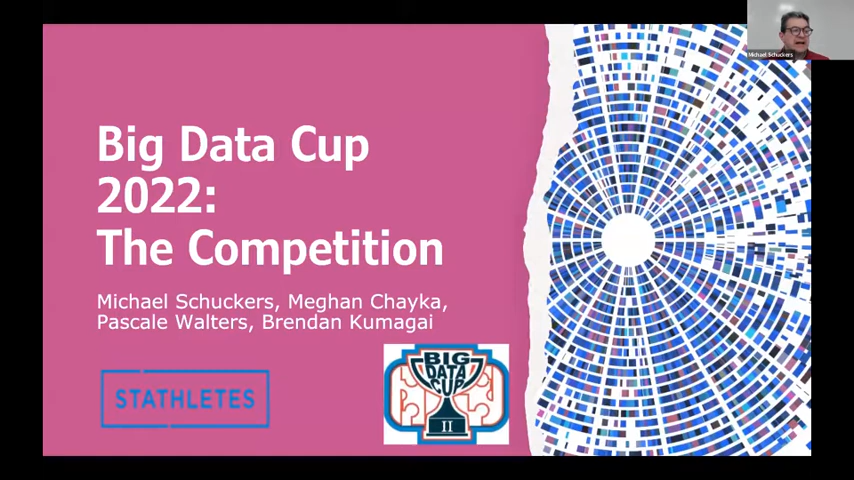 Michael Schuckers
Big Data Cup
2022:
The Competition
Michael Schuckers, Meghan Chayka,
Pascale Walters, Brendan Kumagai
STATHLETES
BIG
DATA
CUP
II